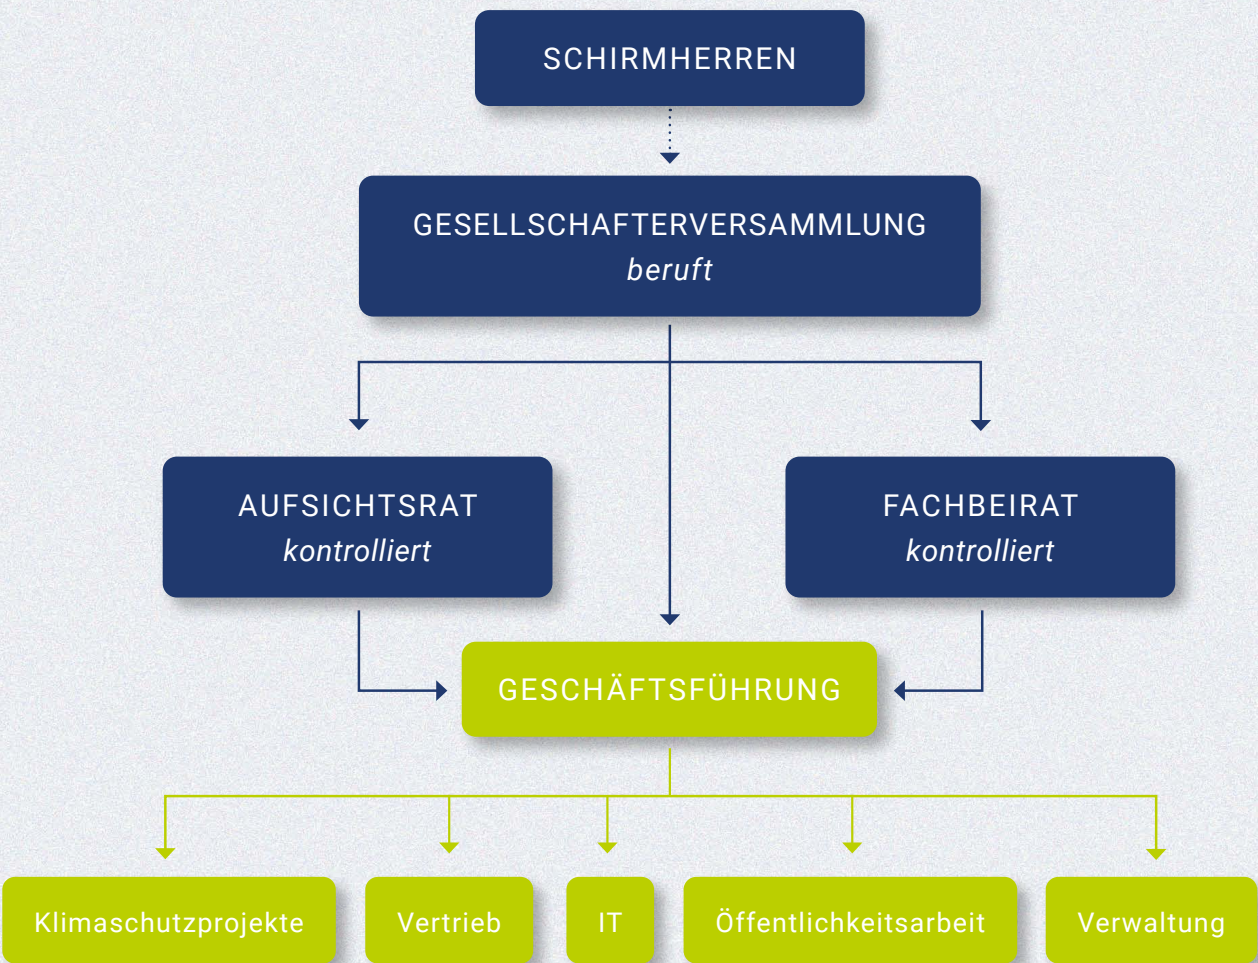 SCHIRMHERREN
GESELLSCHAFTERVERSAMMLUNG
beruft
AUFSICHTSRAT
kontrolliert
FACHBEIRAT
kontrolliert
GESCHÄFTSFÜHRUNG
Klimaschutzprojekte
Vertrieb
IT
Öffentlichkeitsarbeit
Verwaltung